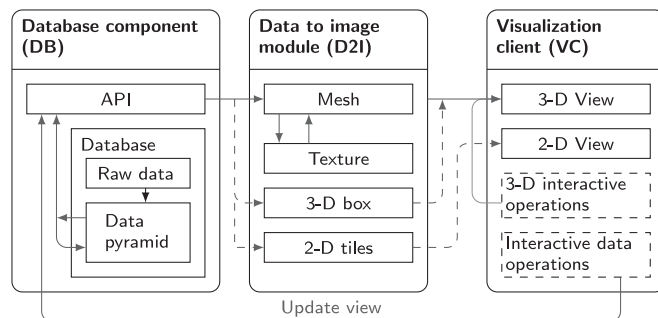 Database component
(DB)
API
Database
Raw data
Data
pyramid
Data to image
module (D2I)
Mesh
Texture
3-D box
2-D tiles
Visualization
client (VC)
3-D View
2-D View
3-D interactive
operations
Interactive data
operations
Update view